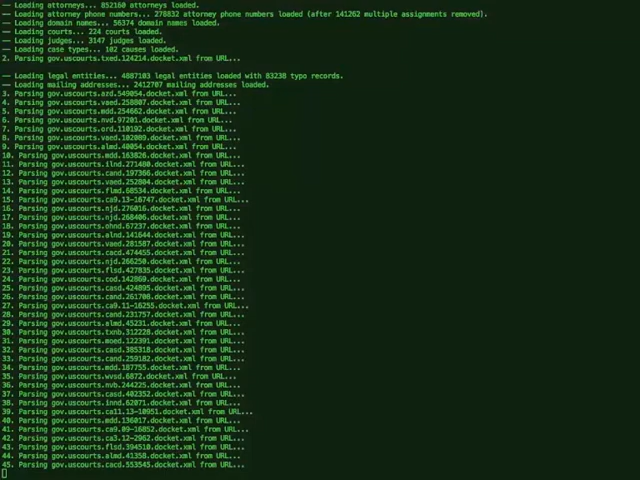 -- Loading attorneys... 852160 attorneys loaded.
-- Loading attorney phone numbers... 278832 attorney phone numbers loaded (after 141262 multiple assignments removed).
-- Loading domain names... 56374 domain names loaded.
-- Loading courts... 224 courts loaded.
-- Loading judges... 3147 judges loaded.
-- Loading case types... 102 causes loaded.
2. Parsing gov.uscourts.txed.124214.docket.xml from URL...
-- Loading legal entities... 4887103 legal entities loaded with 83238 typo records.
-- Loading mailing addresses... 2412707 mailing addresses loaded.
3. Parsing gov.uscourts.azd.549054.docket.xml from URL...
4. Parsing gov.uscourts.vaed.258807.docket.xml from URL...
5. Parsing gov.uscourts.mdd.254662.docket.xml from URL...
6. Parsing gov.uscourts.nvd.97201.docket.xml from URL...
7. Parsing gov.uscourts.ord.110192.docket.xml from URL...
8. Parsing gov.uscourts.vaed.102089.docket.xml from URL...
9. Parsing gov.uscourts.almd.40054.docket.xml from URL...
10. Parsing gov.uscourts.mdd.163826.docket.xml from URL...
11. Parsing gov.uscourts.ilnd.271480.docket.xml from URL...
12. Parsing gov.uscourts.cand.197366.docket.xml from URL...
13. Parsing gov.uscourts.vaed.252804.docket.xml from URL...
14. Parsing gov.uscourts.flmd.68534.docket.xml from URL...
15. Parsing gov.uscourts.ca9.13-16747.docket.xml from URL...
16. Parsing gov.uscourts.njd.276016.docket.xml from URL...
17. Parsing gov.uscourts.njd.268406.docket.xml from URL...
18. Parsing gov.uscourts.ohnd.67237.docket.xml from URL...
19. Parsing gov.uscourts.alnd.141644.docket.xml from URL...
20. Parsing gov.uscourts.vaed.281587.docket.xml from URL...
21. Parsing gov.uscourts.cacd.474455.docket.xml from URL...
22. Parsing gov.uscourts.njd.266250.docket.xml from URL...
23. Parsing gov.uscourts.flsd.427835.docket.xml from URL...
24. Parsing gov.uscourts.cod.142869.docket.xml from URL...
25. Parsing gov.uscourts.casd.424895.docket.xml from URL...
26. Parsing gov.uscourts.cand.261708.docket.xml from URL...
27. Parsing gov.uscourts.ca9.11-16255.docket.xml from URL...
28. Parsing gov.uscourts.cand.231757.docket.xml from URL...
29. Parsing gov.uscourts.almd.45231.docket.xml from URL...
30. Parsing gov.uscourts.txnb.312228.docket.xml from URL...
31. Parsing gov.uscourts.moed.122391.docket.xml from URL...
32. Parsing gov.uscourts.casd.385318.docket.xml from URL...
33. Parsing gov.uscourts.cand.259182.docket.xml from URL...
34. Parsing gov.uscourts.mdd.187755.docket.xml from URL...
35. Parsing gov.uscourts.wvsd.6872.docket.xml from URL...
36. Parsing gov.uscourts.nvb.244225.docket.xml from URL...
37. Parsing gov.uscourts.casd.402352.docket.xml from URL...
38. Parsing gov.uscourts.innd.62071.docket.xml from URL...
39. Parsing gov.uscourts.ca11.13-10951.docket.xml from URL...
40. Parsing gov.uscourts.mdd.136017.docket.xml from URL...
41. Parsing gov.uscourts.ca9.09-16852.docket.xml from URL...
42. Parsing gov.uscourts.ca3.12-2962.docket.xml from URL...
43. Parsing gov.uscourts.flsd.394510.docket.xml from URL...
44. Parsing gov.uscourts.almd.41358.docket.xml from URL...
45. Parsing gov.uscourts.cacd.553545.docket.xml from URL...